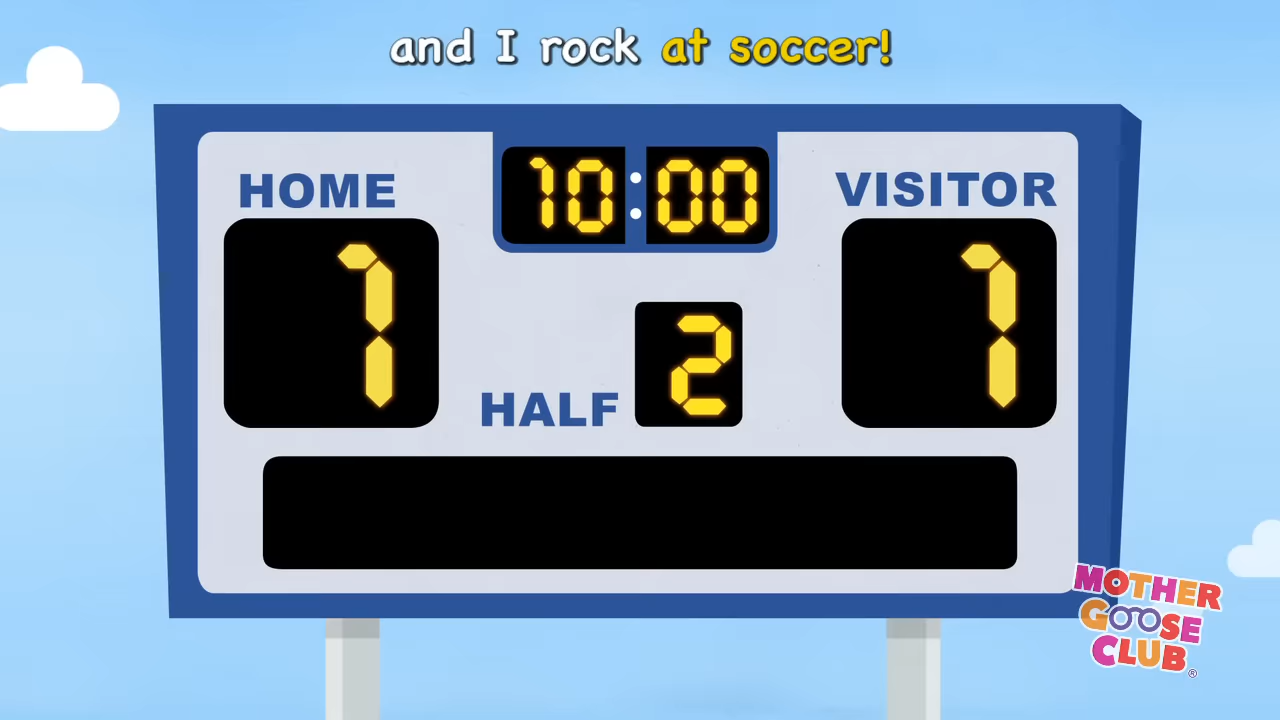 and I rock at soccer!
10:00
HOME
VISITOR
1
1
HALF 2
MOTHER
GOOSE
CLUB®